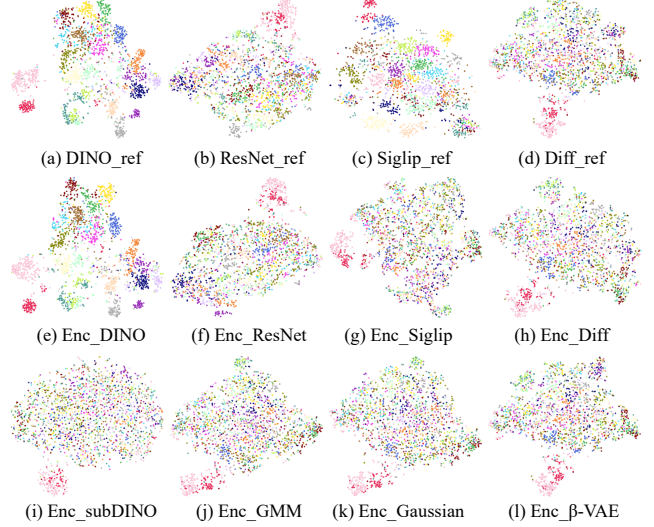 (a) DINO_ref
(b) ResNet_ref
(c) Siglip_ref
(d) Diff_ref
(e) Enc_DINO
(f) Enc_ResNet
(g) Enc_Siglip
(h) Enc_Diff
(i) Enc_subDINO
(j) Enc_GMM
(k) Enc_Gaussian
(l) Enc_β-VAE